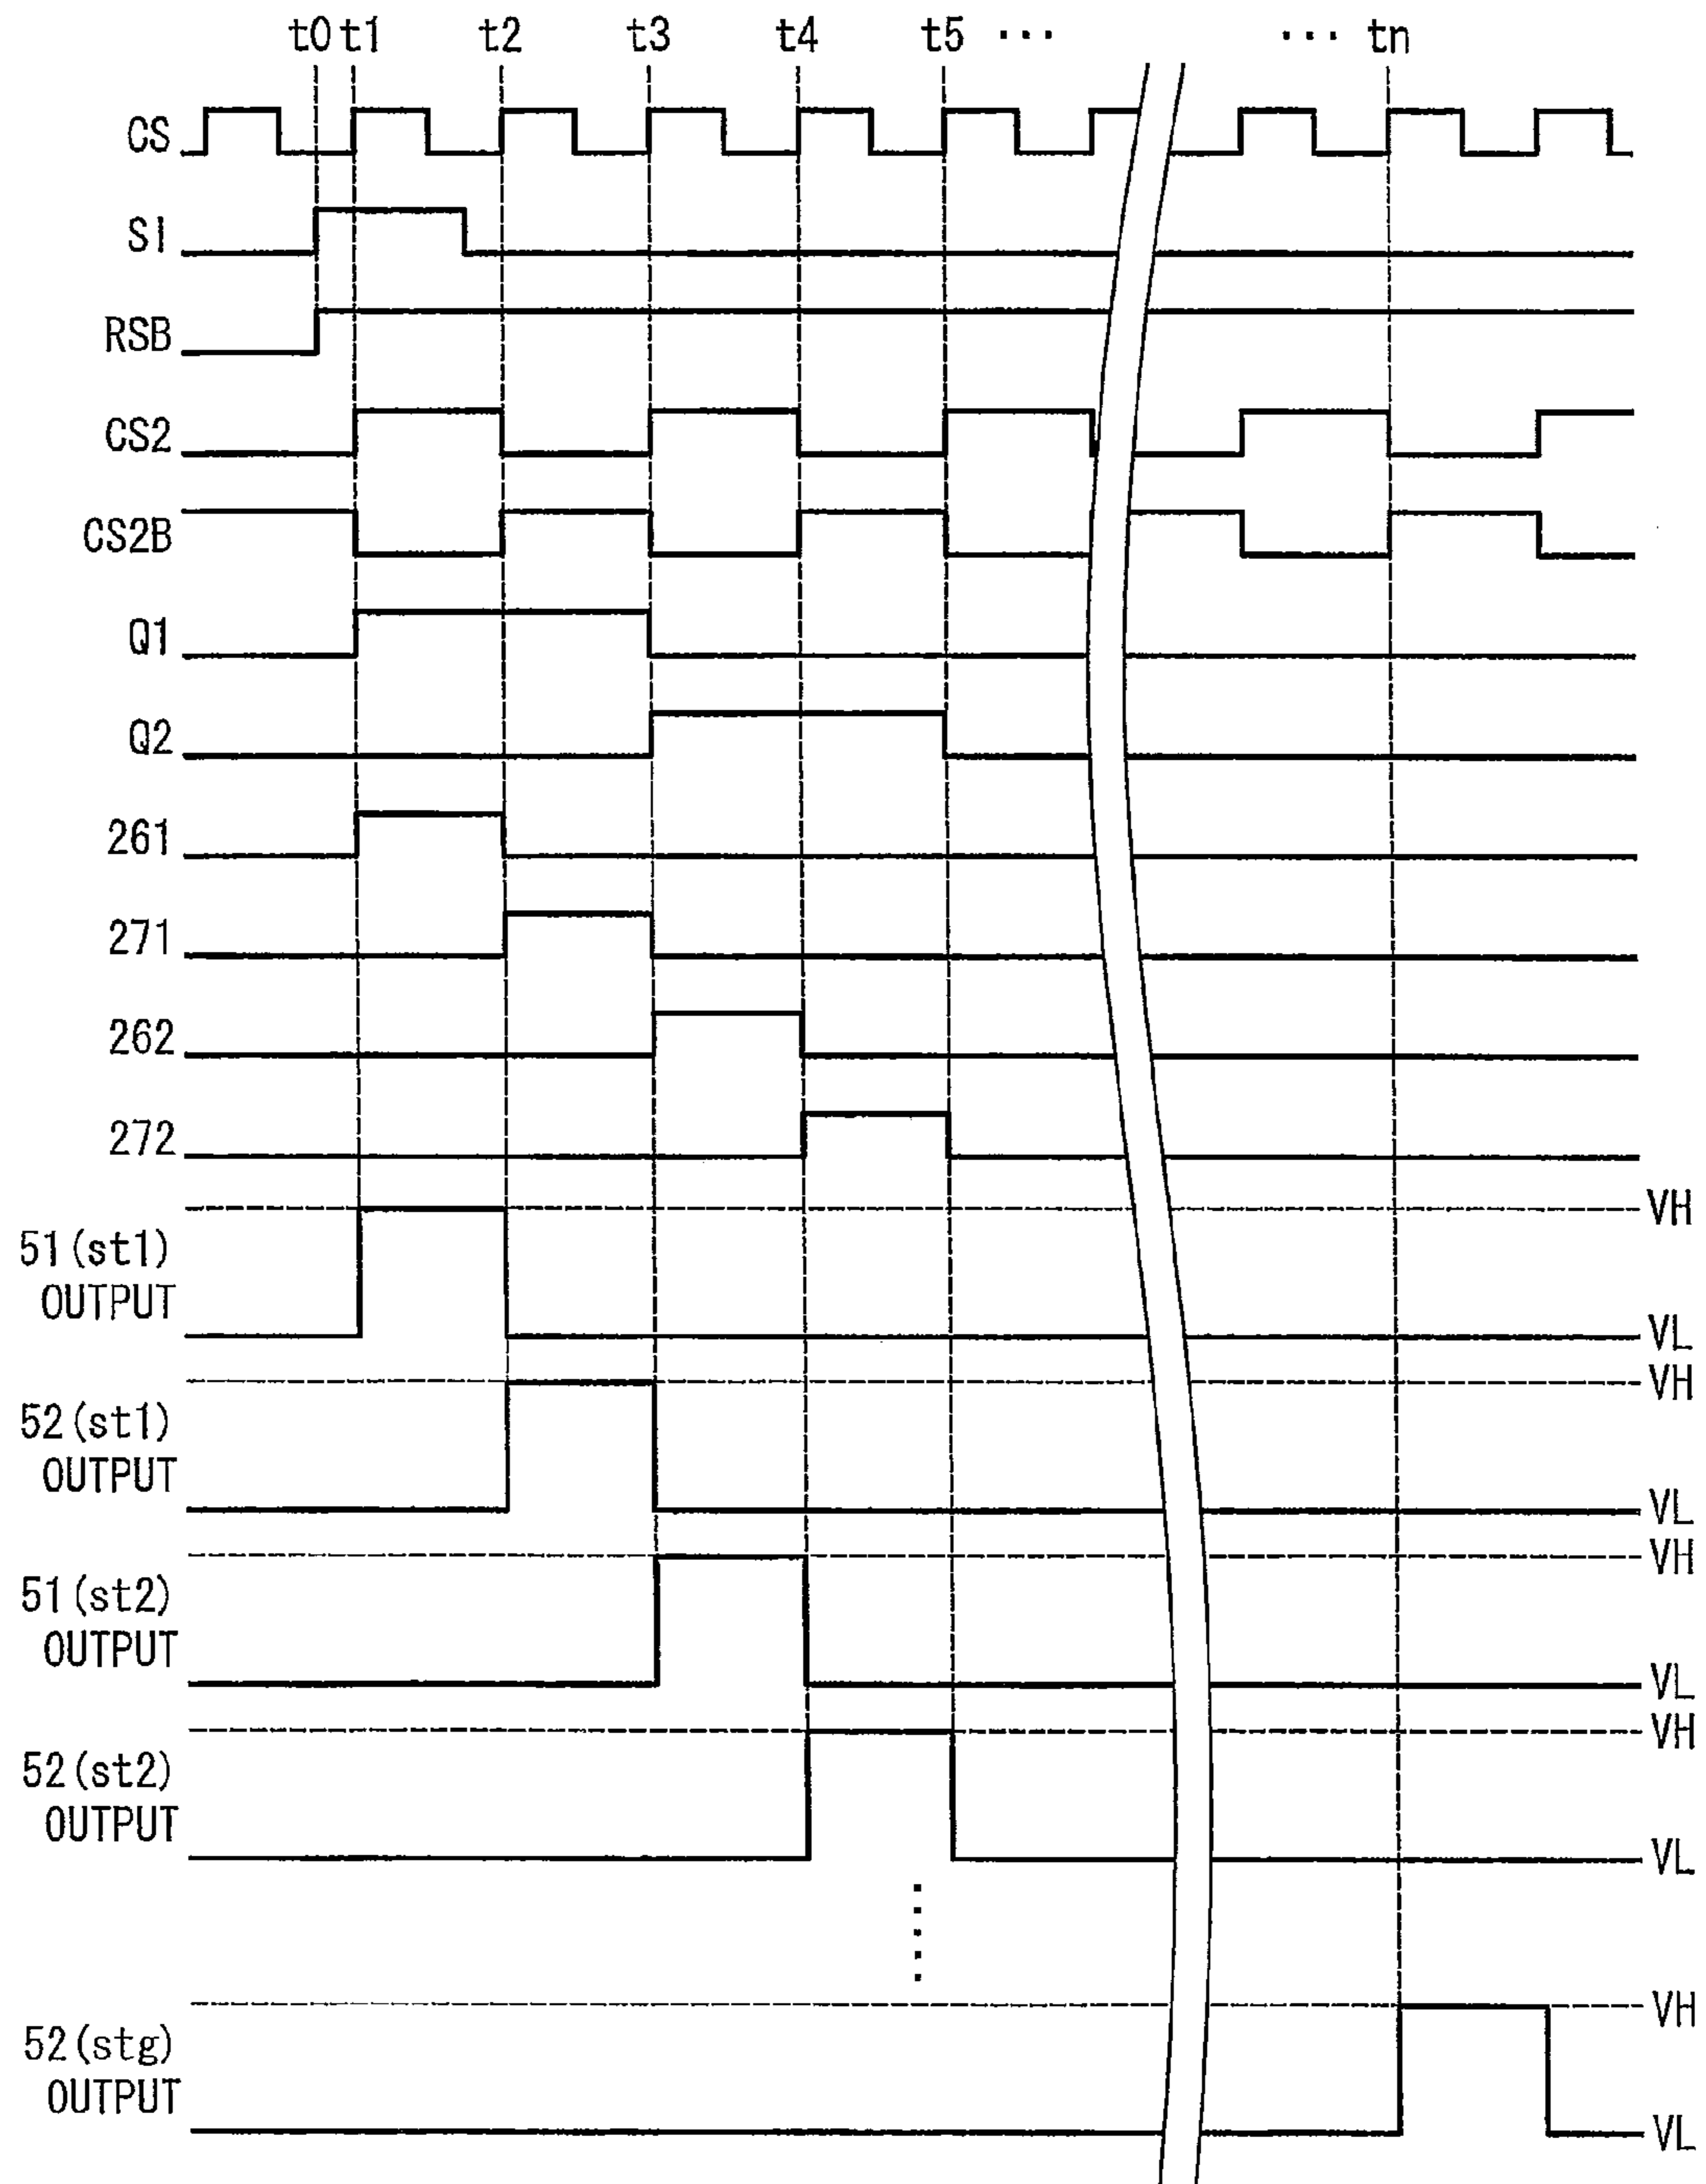 t0 t1 t2 t3 t4 t5 ... ... tn
CS
SI
RSB
CS2
CS2B
Q1
Q2
261
271
262
272
VH
51(st1)
OUTPUT
VL
VH
52(st1)
OUTPUT
VL
VH
51(st2)
OUTPUT
VL
VH
52(st2)
OUTPUT
VL
VH
52(stg)
OUTPUT
VL